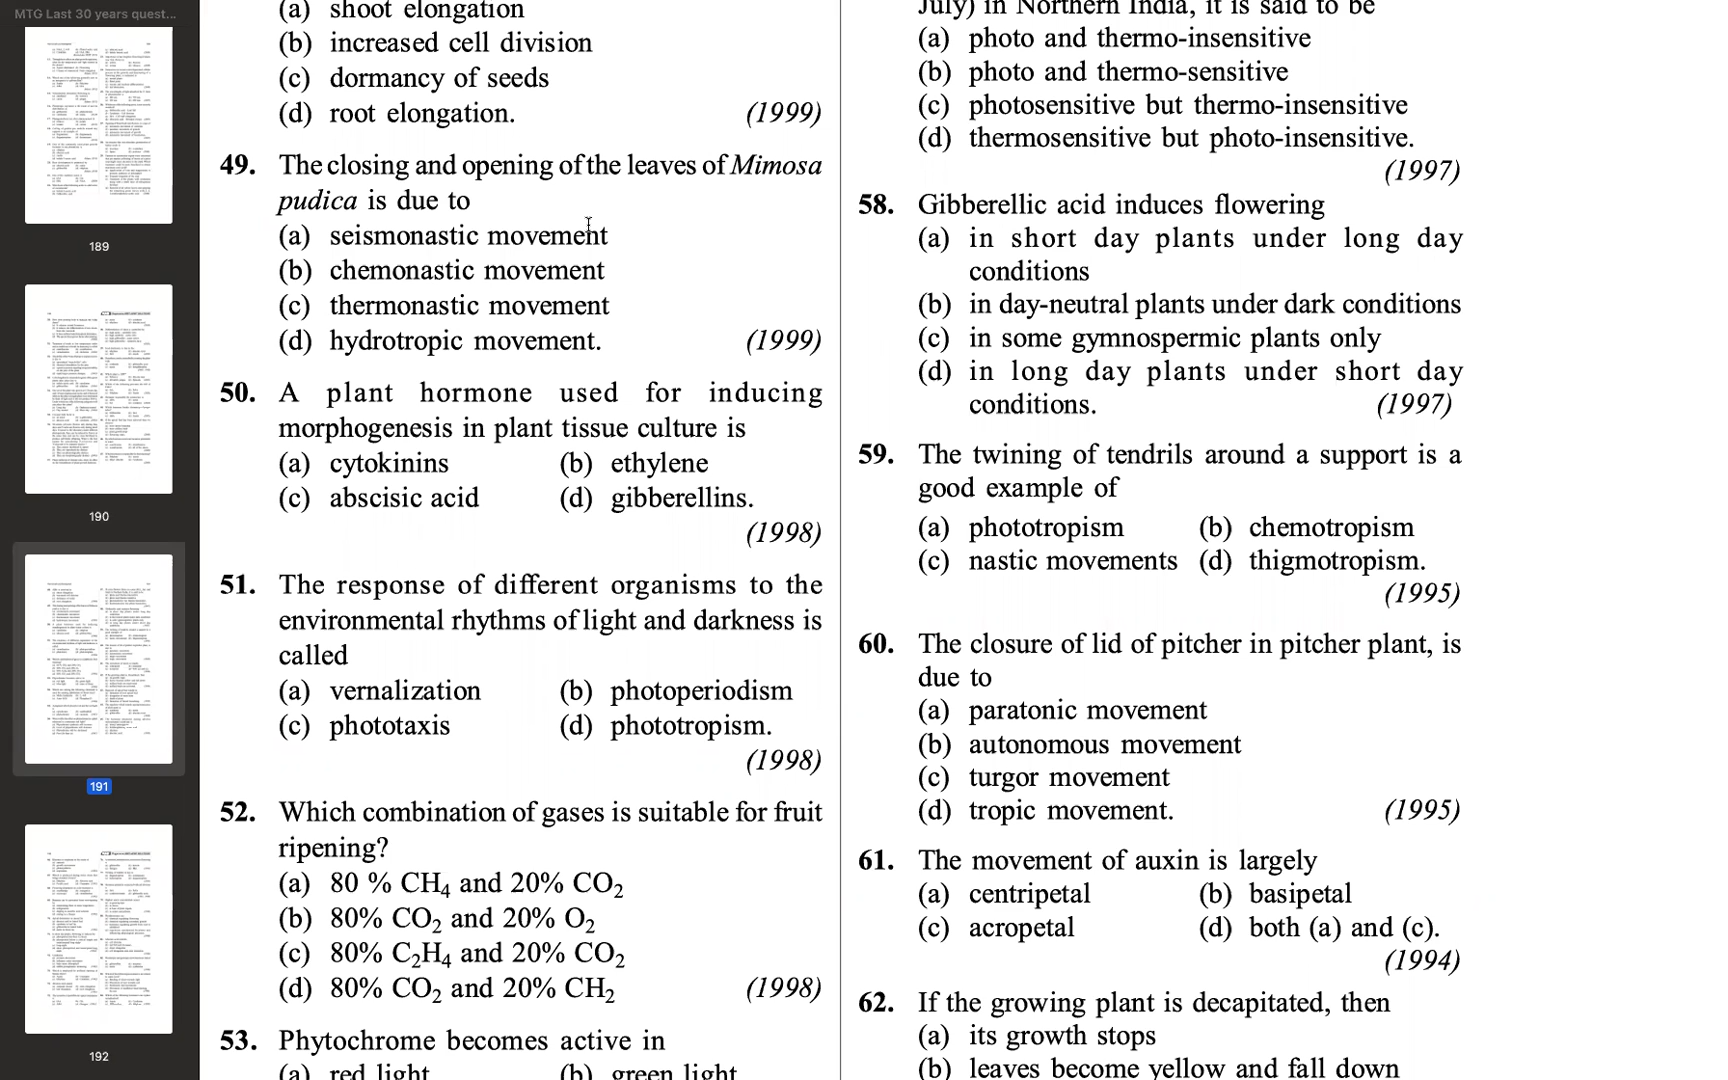 MTG Last 30 years quest...
189
190
191
192
(a) shoot elongation
(b) increased cell division
(c) dormancy of seeds
(d) root elongation. (1999)
49. The closing and opening of the leaves of Mimosa
pudica is due to
(a) seismonastic movement
(b) chemonastic movement
(c) thermonastic movement
(d) hydrotropic movement. (1999)
50. A plant hormone used for inducing
morphogenesis in plant tissue culture is
(a) cytokinins (b) ethylene
(c) abscisic acid (d) gibberellins.
(1998)
51. The response of different organisms to the
environmental rhythms of light and darkness is
called
(a) vernalization (b) photoperiodism
(c) phototaxis (d) phototropism.
(1998)
52. Which combination of gases is suitable for fruit
ripening?
(a) 80 % CH4 and 20% CO2
(b) 80% CO2 and 20% O2
(c) 80% C2H4 and 20% CO2
(d) 80% CO2 and 20% CH2 (1998)
53. Phytochrome becomes active in
(a) red light (b) green light
July) in Northern India, it is said to be
(a) photo and thermo-insensitive
(b) photo and thermo-sensitive
(c) photosensitive but thermo-insensitive
(d) thermosensitive but photo-insensitive.
(1997)
58. Gibberellic acid induces flowering
(a) in short day plants under long day
conditions
(b) in day-neutral plants under dark conditions
(c) in some gymnospermic plants only
(d) in long day plants under short day
conditions. (1997)
59. The twining of tendrils around a support is a
good example of
(a) phototropism (b) chemotropism
(c) nastic movements (d) thigmotropism.
(1995)
60. The closure of lid of pitcher in pitcher plant, is
due to
(a) paratonic movement
(b) autonomous movement
(c) turgor movement
(d) tropic movement. (1995)
61. The movement of auxin is largely
(a) centripetal (b) basipetal
(c) acropetal (d) both (a) and (c).
(1994)
62. If the growing plant is decapitated, then
(a) its growth stops
(b) leaves become yellow and fall down